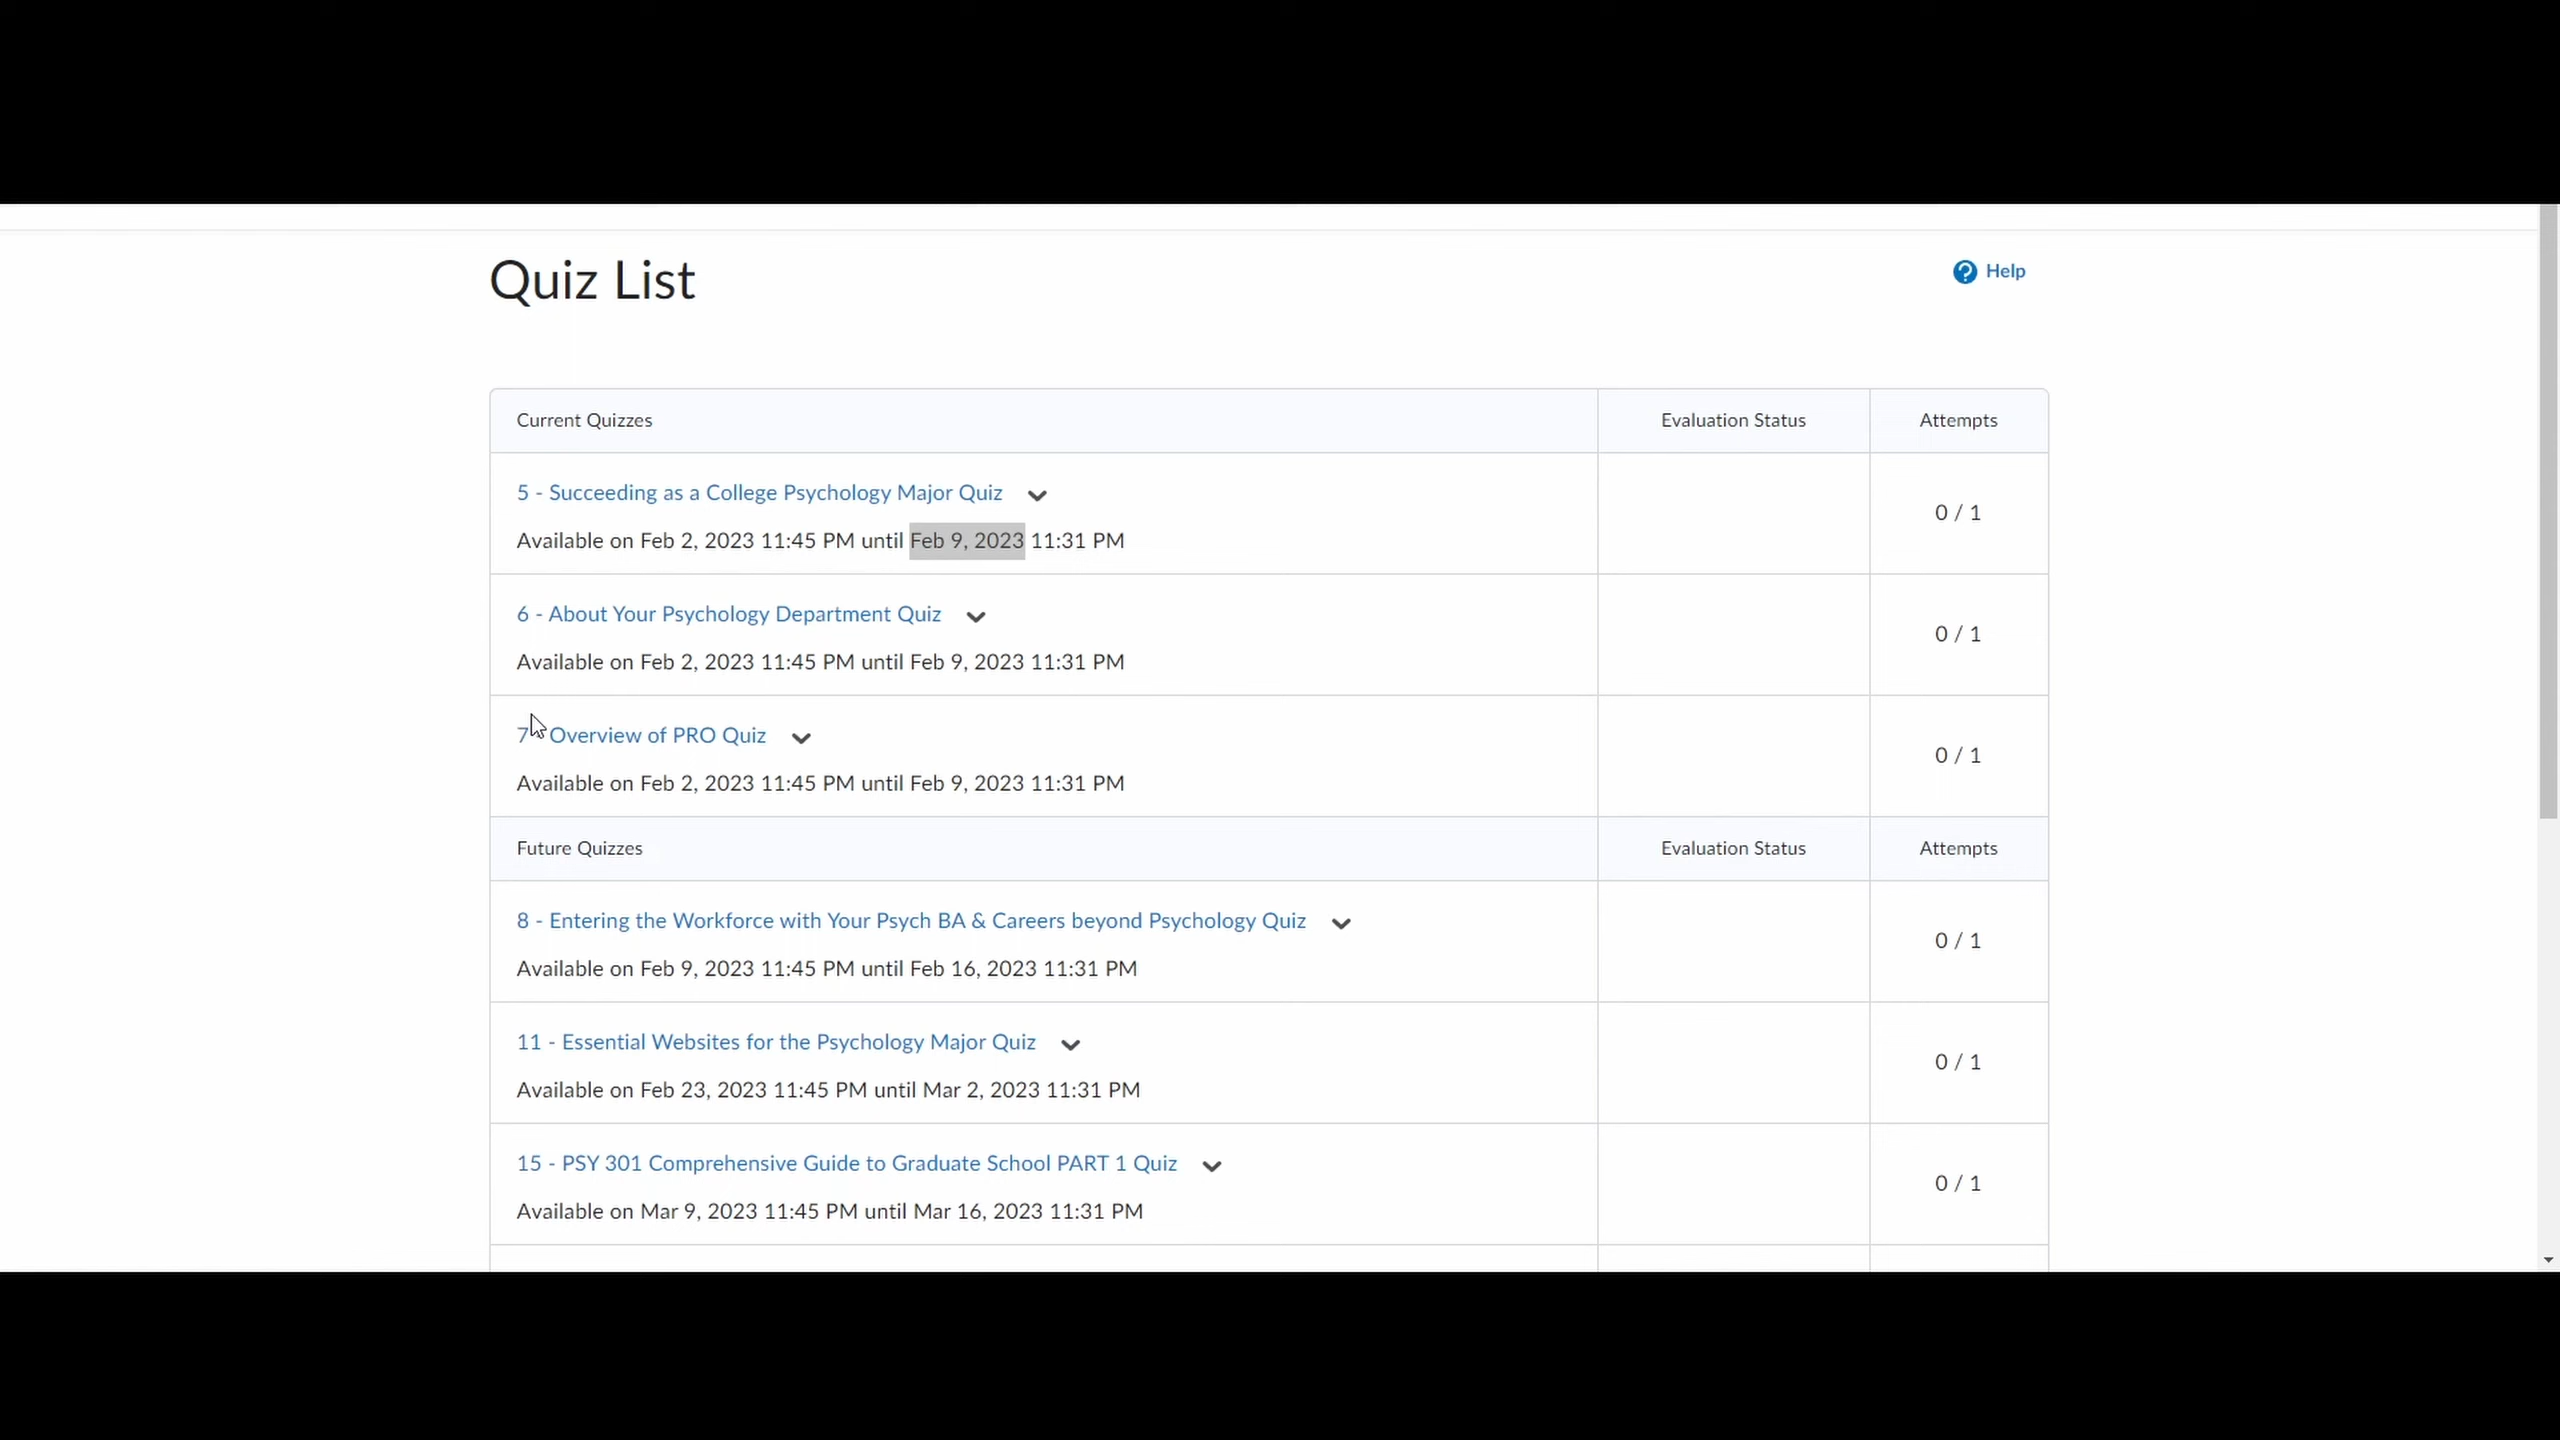 Quiz List
Help
Current Quizzes Evaluation Status Attempts
5 - Succeeding as a College Psychology Major Quiz
Available on Feb 2, 2023 11:45 PM until Feb 9, 2023 11:31 PM
0 / 1
6 - About Your Psychology Department Quiz
Available on Feb 2, 2023 11:45 PM until Feb 9, 2023 11:31 PM
0 / 1
7 - Overview of PRO Quiz
Available on Feb 2, 2023 11:45 PM until Feb 9, 2023 11:31 PM
0 / 1
Future Quizzes Evaluation Status Attempts
8 - Entering the Workforce with Your Psych BA & Careers beyond Psychology Quiz
Available on Feb 9, 2023 11:45 PM until Feb 16, 2023 11:31 PM
0 / 1
11 - Essential Websites for the Psychology Major Quiz
Available on Feb 23, 2023 11:45 PM until Mar 2, 2023 11:31 PM
0 / 1
15 - PSY 301 Comprehensive Guide to Graduate School PART 1 Quiz
Available on Mar 9, 2023 11:45 PM until Mar 16, 2023 11:31 PM
0 / 1